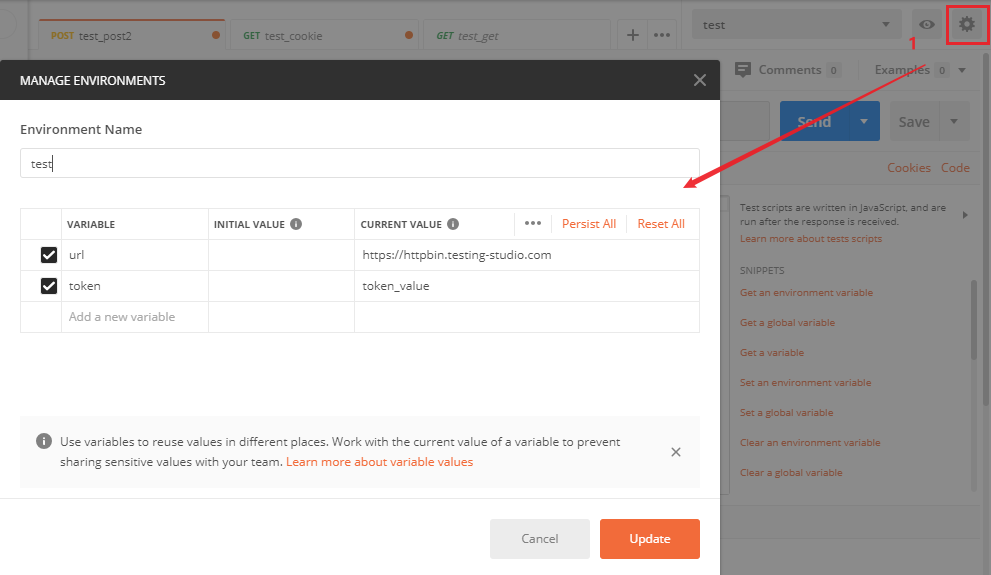 POST test_post2
GET test_cookie
GET test_get
+ •••
test
1
MANAGE ENVIRONMENTS
Comments 0
Examples 0
Environment Name
Send
Save
test
Cookies Code
VARIABLE INITIAL VALUE CURRENT VALUE ••• Persist All Reset All
url https://httpbin.testing-studio.com
token token_value
Add a new variable
Test scripts are written in JavaScript, and are
run after the response is received.
Learn more about tests scripts
SNIPPETS
Get an environment variable
Get a global variable
Get a variable
Set an environment variable
Set a global variable
Clear an environment variable
Clear a global variable
Use variables to reuse values in different places. Work with the current value of a variable to prevent
sharing sensitive values with your team. Learn more about variable values
Cancel
Update